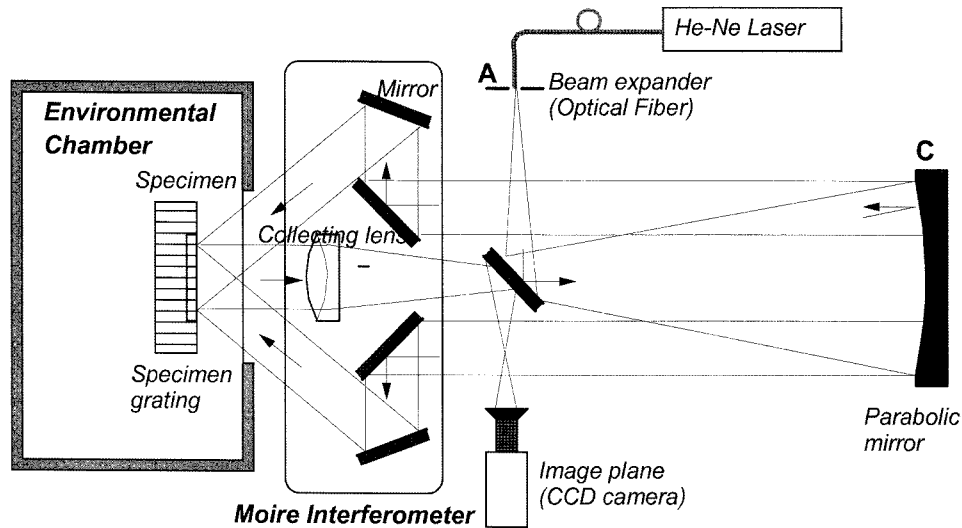 He-Ne Laser
A
Beam expander
(Optical Fiber)
Mirror
Environmental
Chamber
C
Specimen
Collecting lens
Specimen
grating
Parabolic
mirror
Image plane
(CCD camera)
Moire Interferometer